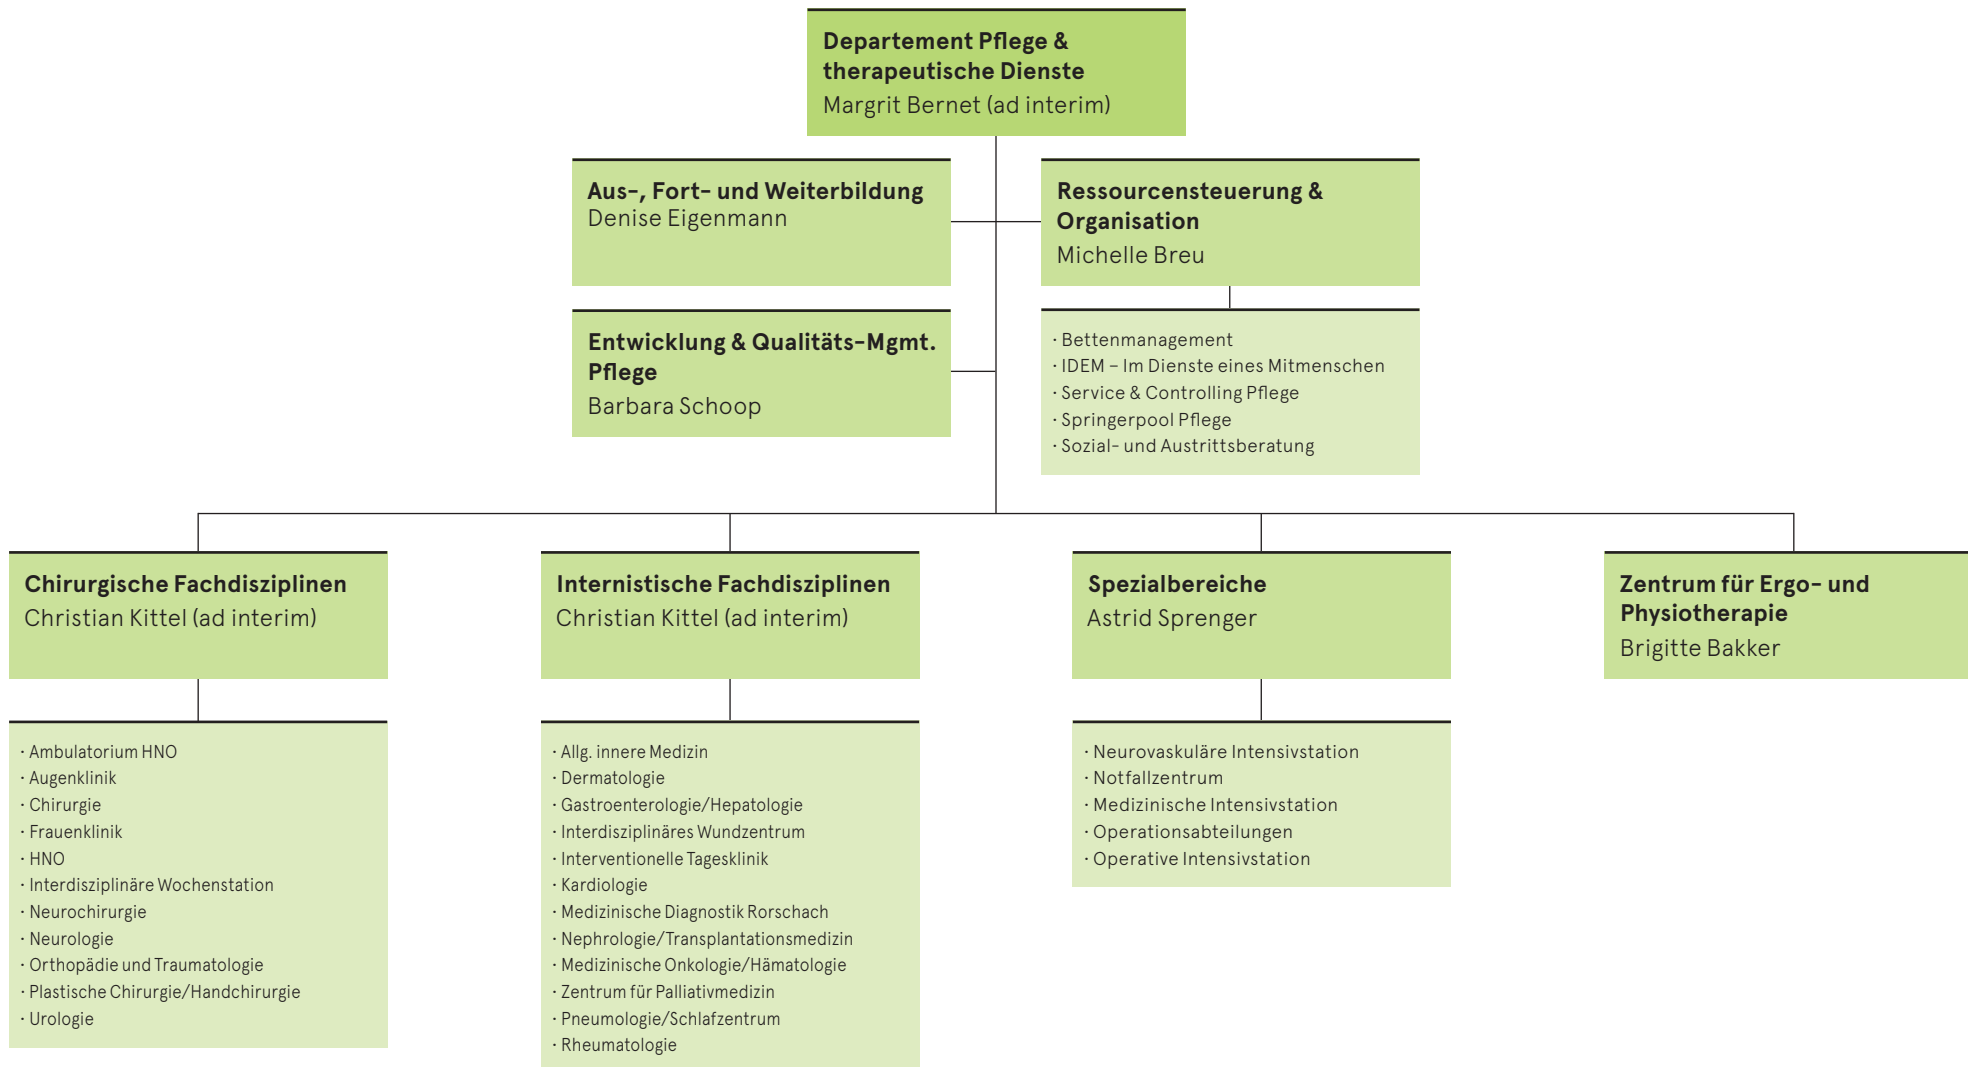 Departement Pflege &
therapeutische Dienste
Margrit Bernet (ad interim)
Aus-, Fort- und Weiterbildung
Denise Eigenmann
Ressourcensteuerung &
Organisation
Michelle Breu
Entwicklung & Qualitäts-Mgmt.
Pflege
Barbara Schoop
· Bettenmanagement
· IDEM – Im Dienste eines Mitmenschen
· Service & Controlling Pflege
· Springerpool Pflege
· Sozial- und Austrittsberatung
Chirurgische Fachdisziplinen
Christian Kittel (ad interim)
· Ambulatorium HNO
· Augenklinik
· Chirurgie
· Frauenklinik
· HNO
· Interdisziplinäre Wochenstation
· Neurochirurgie
· Neurologie
· Orthopädie und Traumatologie
· Plastische Chirurgie/Handchirurgie
· Urologie
Internistische Fachdisziplinen
Christian Kittel (ad interim)
· Allg. innere Medizin
· Dermatologie
· Gastroenterologie/Hepatologie
· Interdisziplinäres Wundzentrum
· Interventionelle Tagesklinik
· Kardiologie
· Medizinische Diagnostik Rorschach
· Nephrologie/Transplantationsmedizin
· Medizinische Onkologie/Hämatologie
· Zentrum für Palliativmedizin
· Pneumologie/Schlafzentrum
· Rheumatologie
Spezialbereiche
Astrid Sprenger
· Neurovaskuläre Intensivstation
· Notfallzentrum
· Medizinische Intensivstation
· Operationsabteilungen
· Operative Intensivstation
Zentrum für Ergo- und
Physiotherapie
Brigitte Bakker